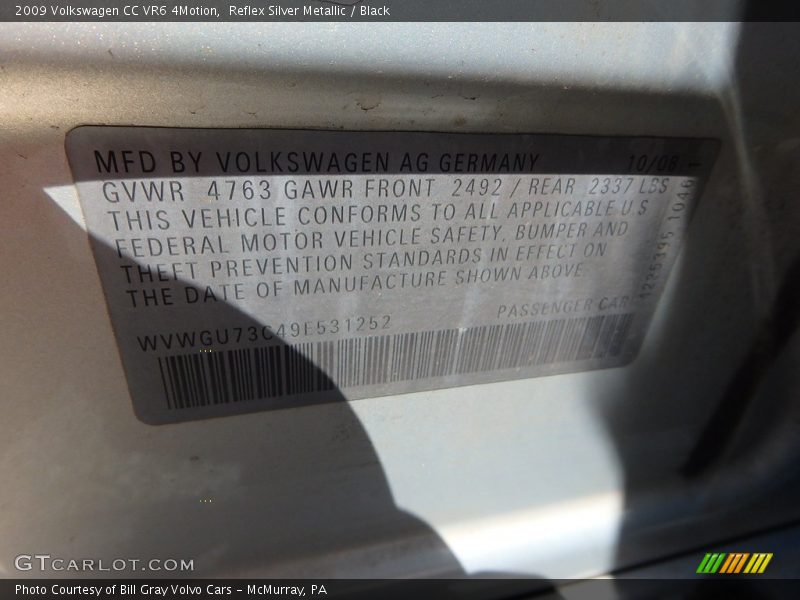 2009 Volkswagen CC VR6 4Motion, Reflex Silver Metallic / Black
MFD BY VOLKSWAGEN AG GERMANY 10/08
GVWR 4763 GAWR FRONT 2492 / REAR 2337 LBS
THIS VEHICLE CONFORMS TO ALL APPLICABLE U.S
FEDERAL MOTOR VEHICLE SAFETY, BUMPER AND
THEFT PREVENTION STANDARDS IN EFFECT ON
THE DATE OF MANUFACTURE SHOWN ABOVE
PASSENGER CAR
WVWGU73C49E531252
1046
GTCARLOT.COM
Photo Courtesy of Bill Gray Volvo Cars - McMurray, PA